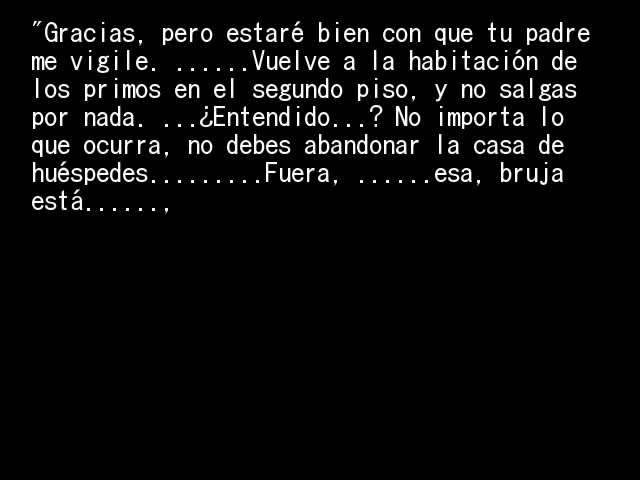 "Gracias, pero estaré bien con que tu padre
me vigile. ......Vuelve a la habitación de
los primos en el segundo piso, y no salgas
por nada. ...¿Entendido...? No importa lo
que ocurra, no debes abandonar la casa de
huéspedes.........Fuera, ......esa, bruja
está......,